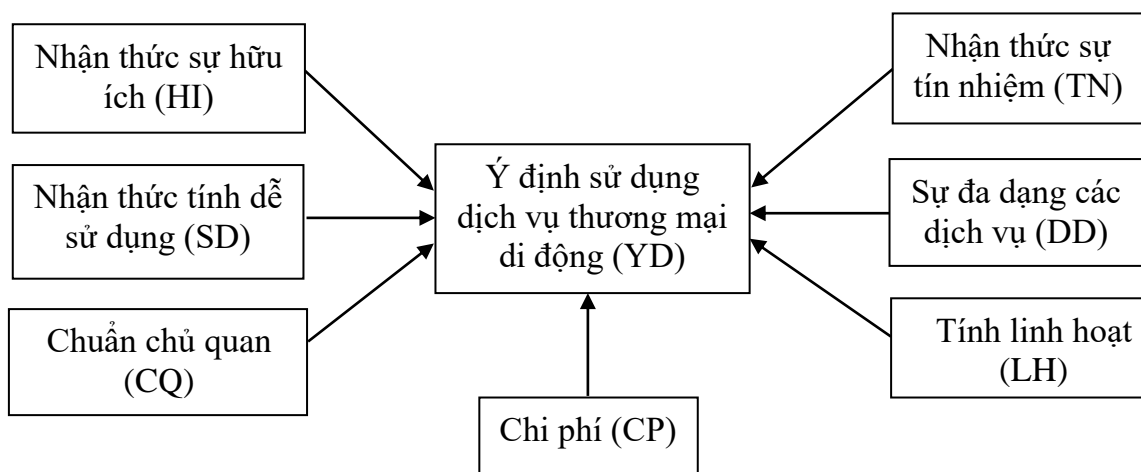 Nhận thức sự hữu
ích (HI)
Nhận thức tính dễ
sử dụng (SD)
Chuẩn chủ quan
(CQ)
Ý định sử dụng
dịch vụ thương mại
di động (YD)
Chi phí (CP)
Nhận thức sự
tín nhiệm (TN)
Sự đa dạng các
dịch vụ (DD)
Tính linh hoạt
(LH)